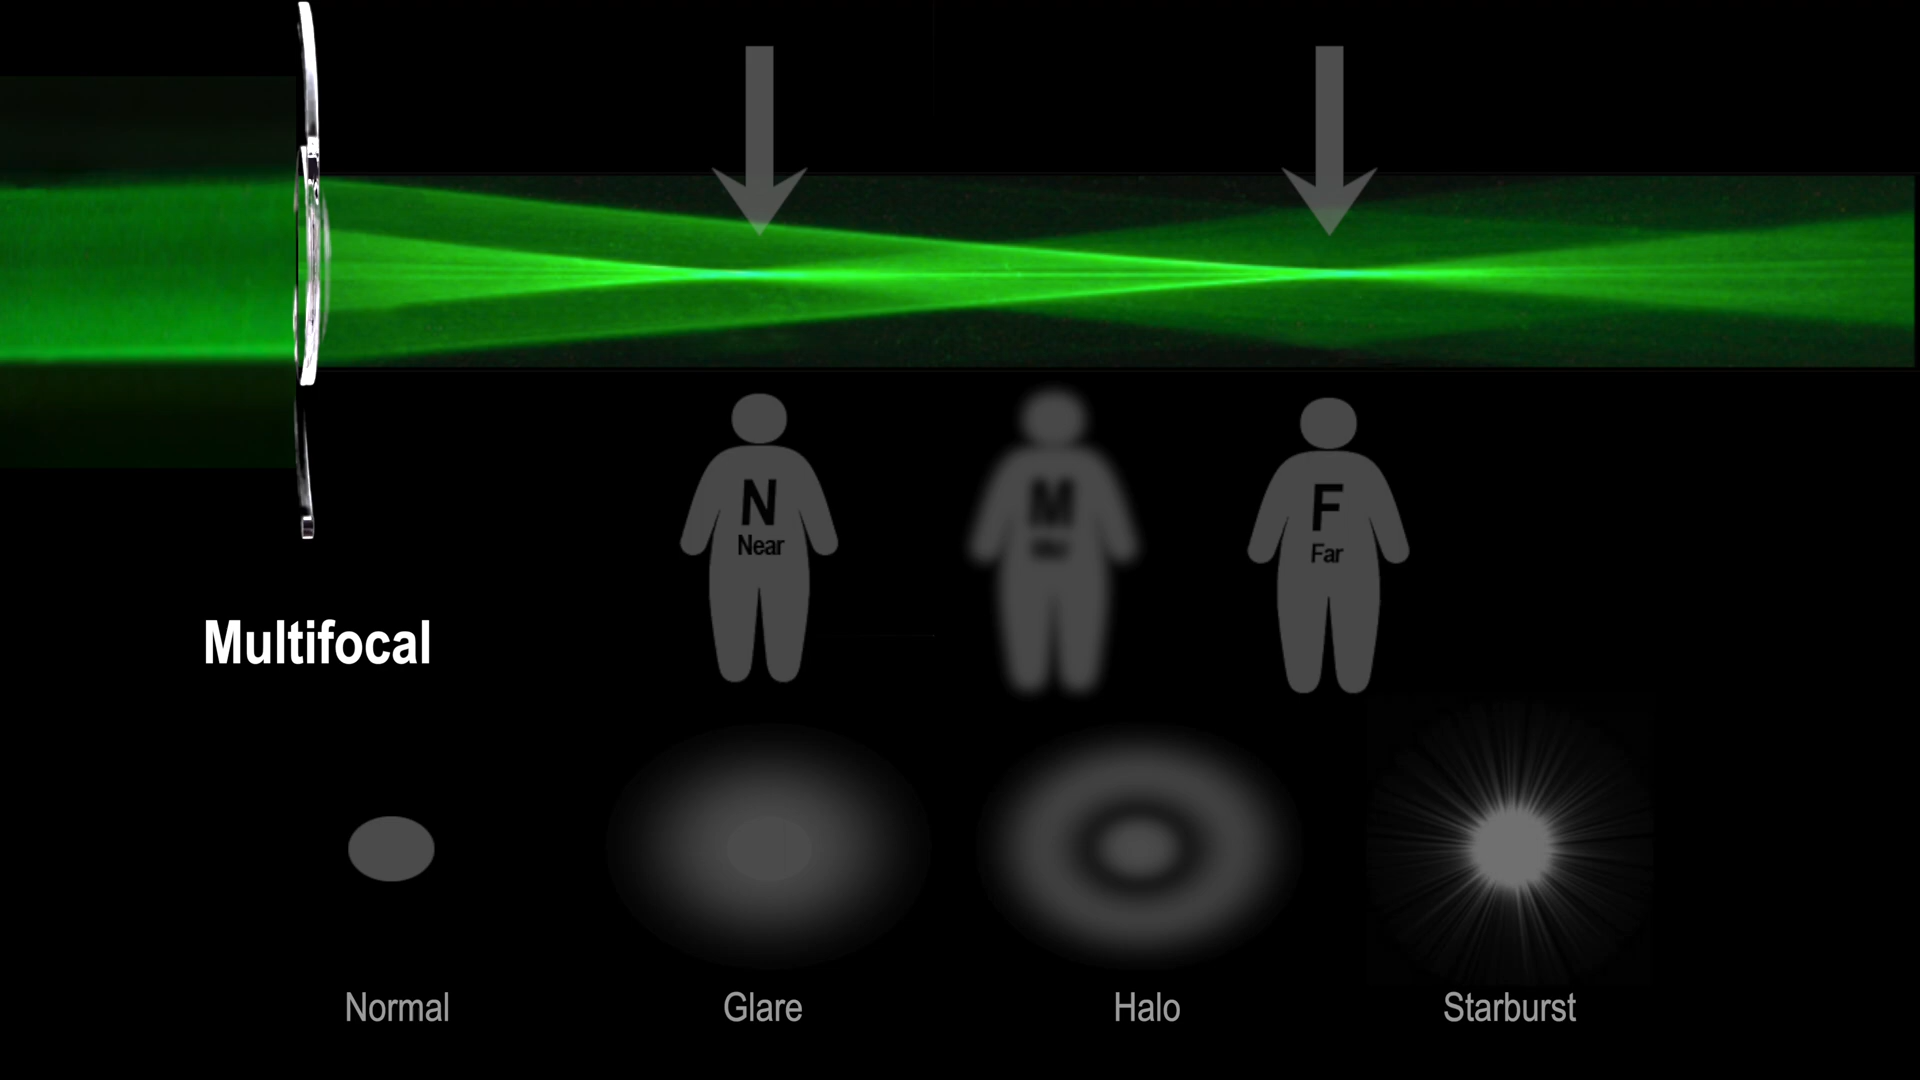 N
Near
M
F
Far
Multifocal
Normal
Glare
Halo
Starburst